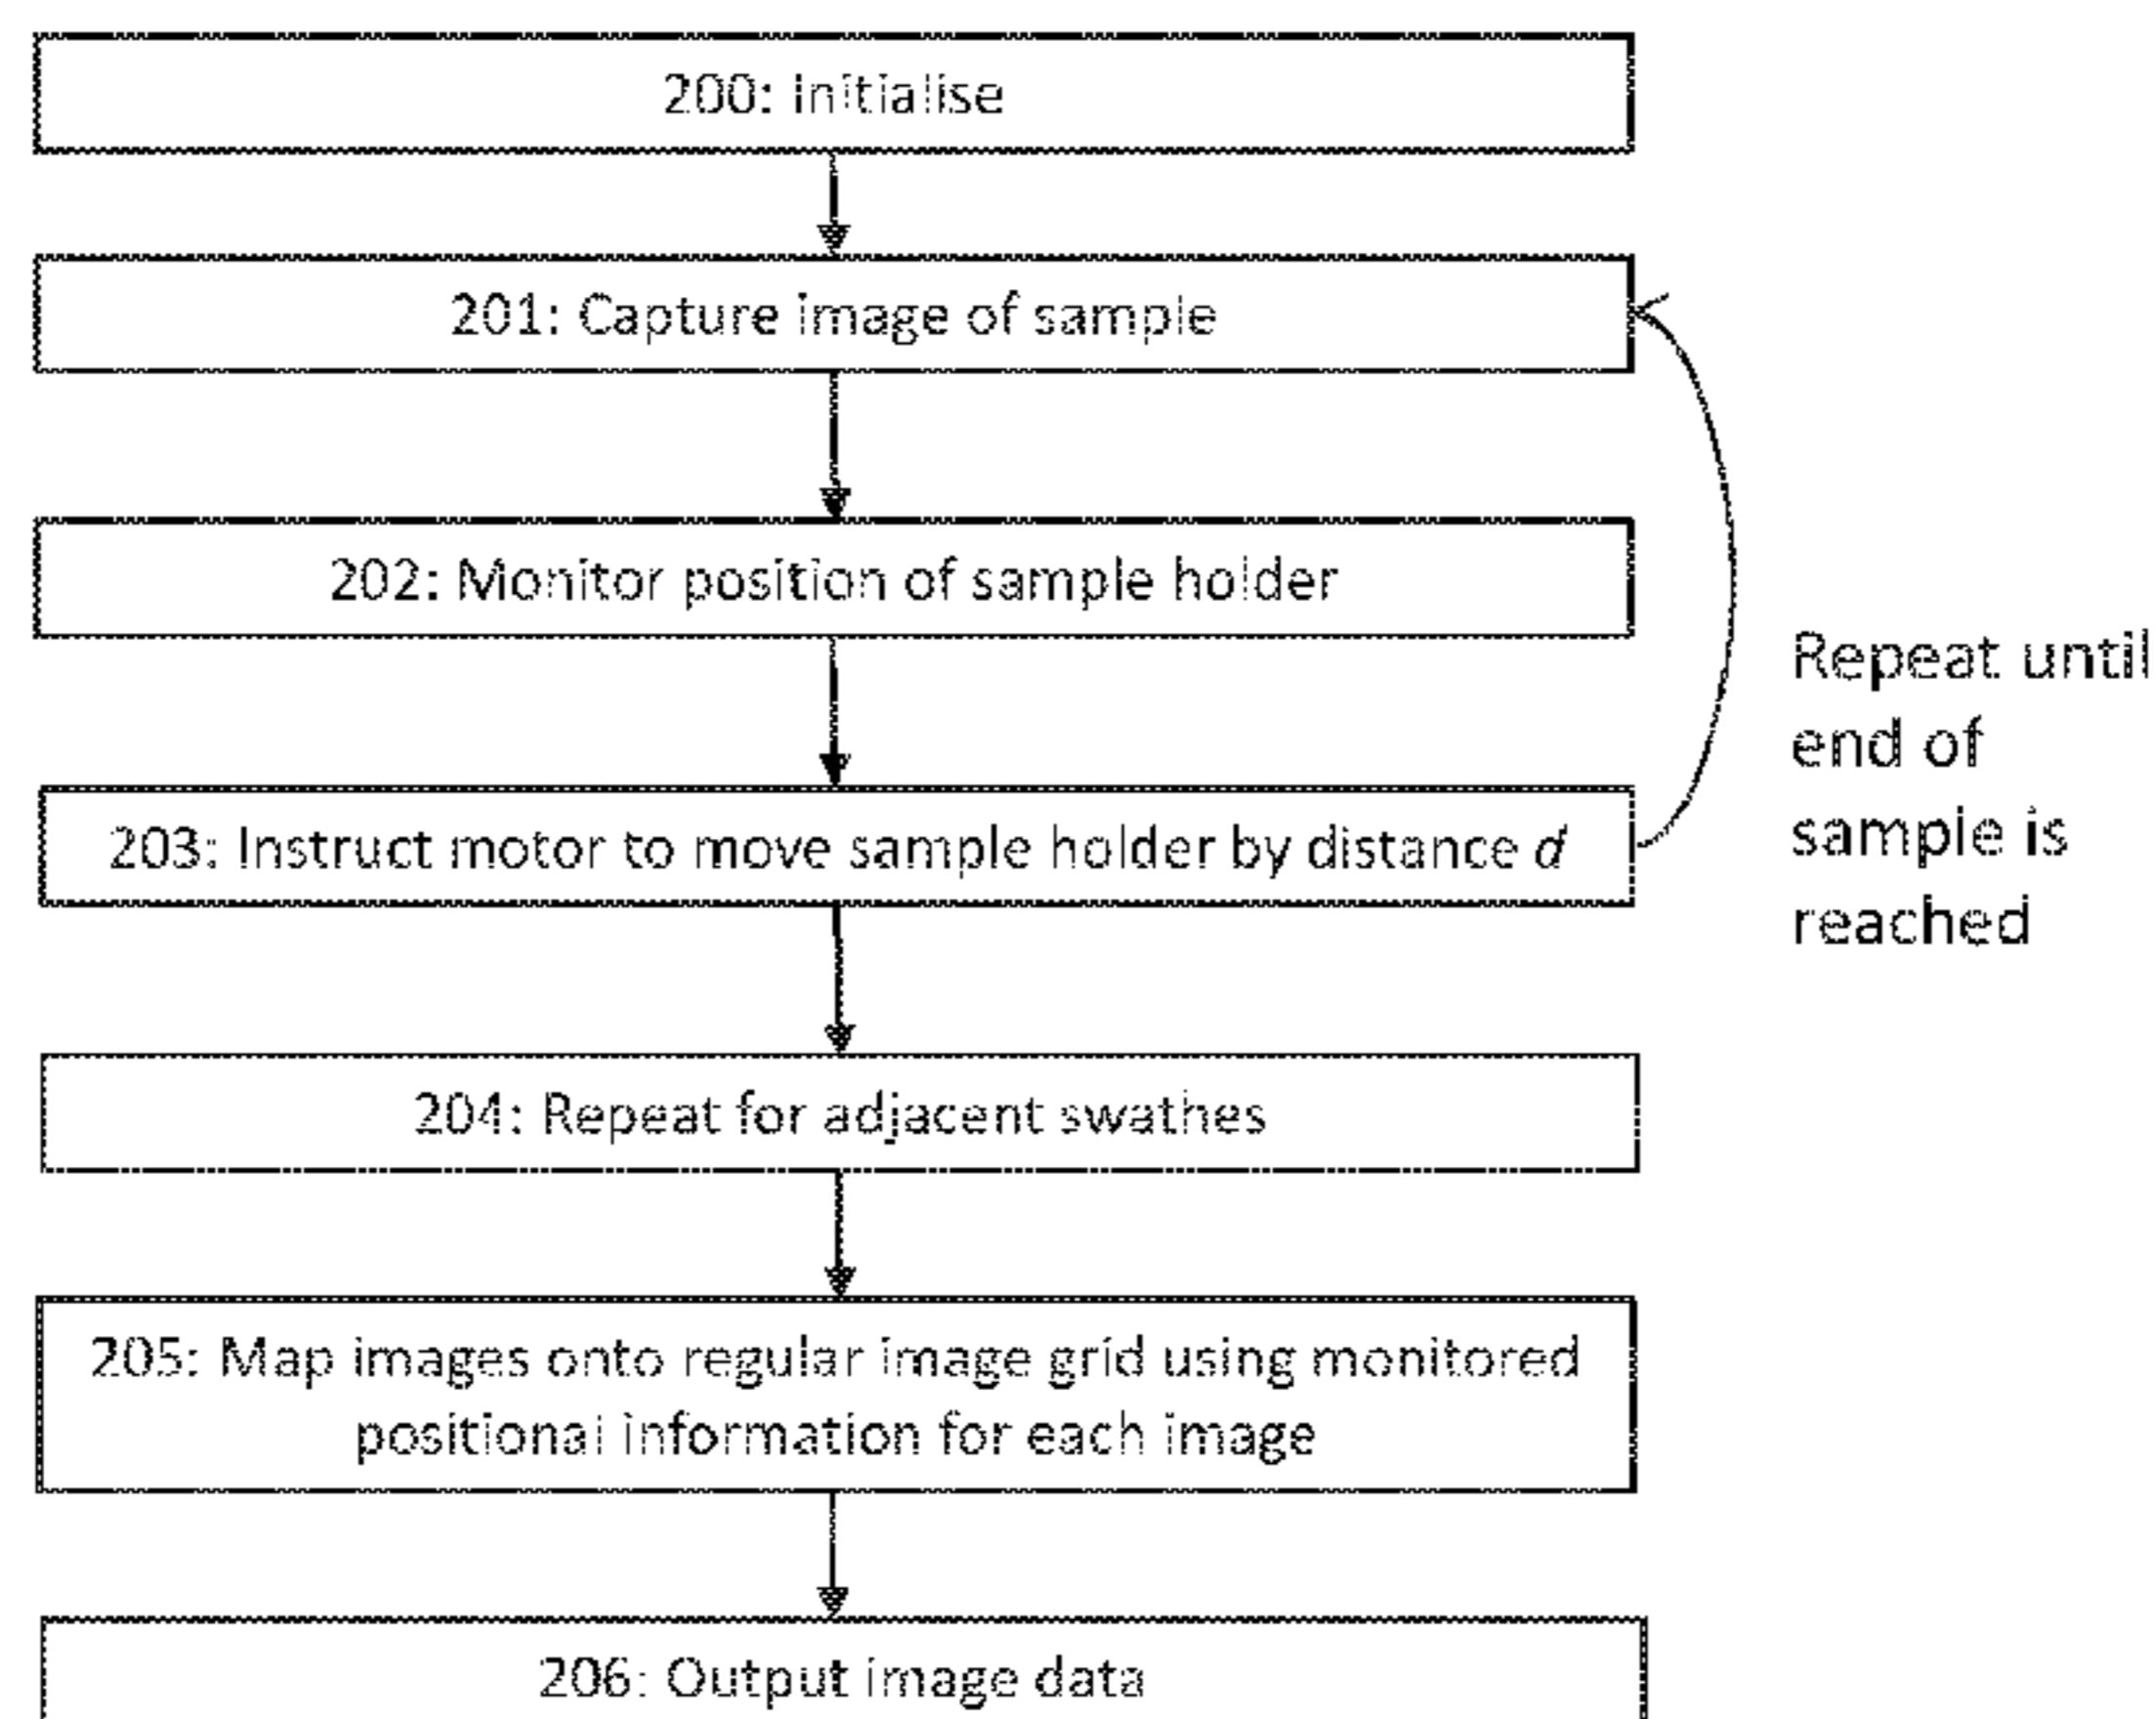 200: Initialise
201: Capture image of sample
202: Monitor position of sample holder
203: Instruct motor to move sample holder by distance d
Repeat until
end of
sample is
reached
204: Repeat for adjacent swathes
205: Map images onto regular image grid using monitored
positional information for each image
206: Output image data